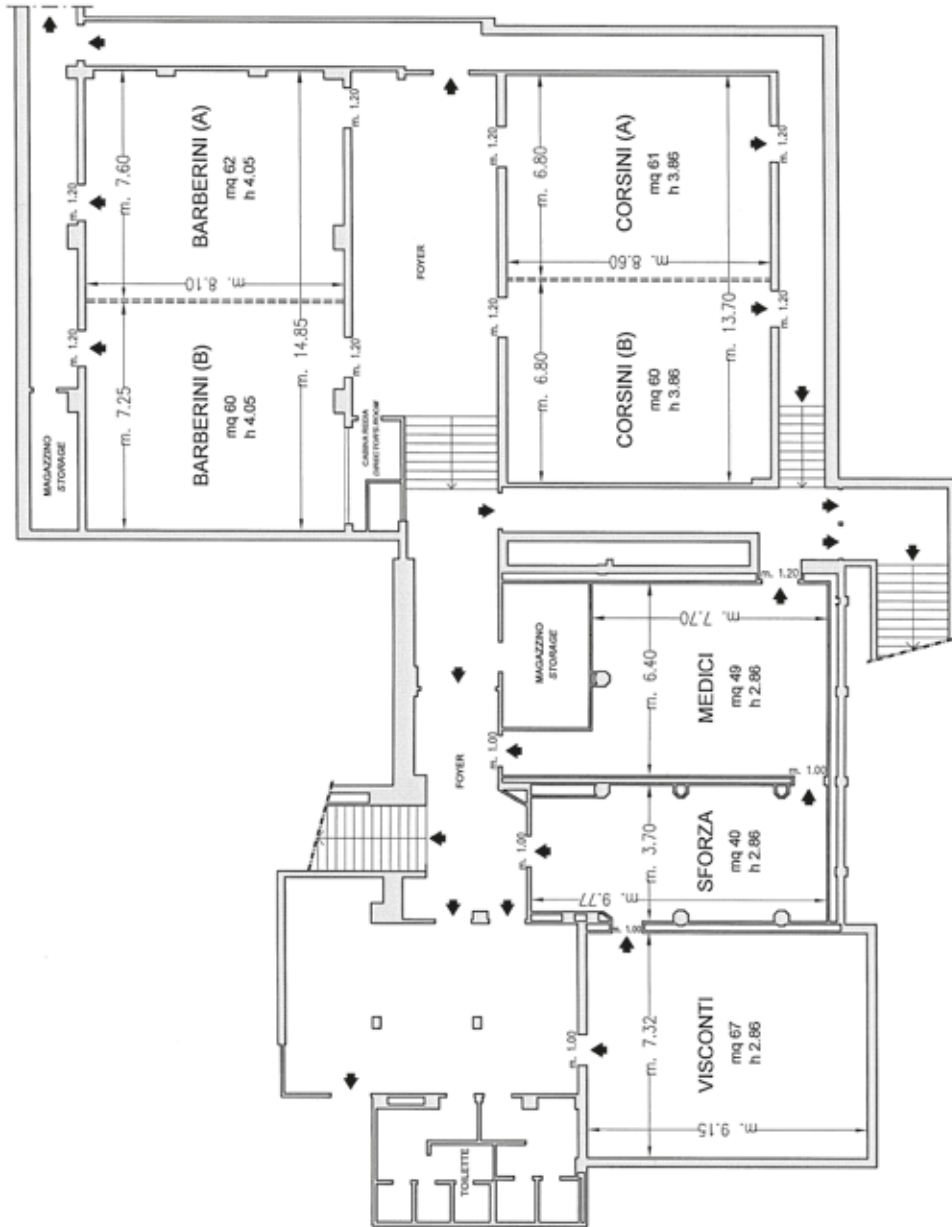 MAGAZZINO
STORAGE
BARBERINI (B)
mq 60
h 4.05
m. 7.25
m. 14.85
m. 8.10
BARBERINI (A)
mq 62
h 4.05
m. 7.60
m. 1.20
m. 1.20
m. 1.20
m. 1.20
CABINA REGIA
DIRECTOR'S ROOM
FOYER
m. 1.20
m. 1.20
CORSINI (B)
mq 60
h 3.86
m. 6.80
m. 13.70
m. 8.60
CORSINI (A)
mq 61
h 3.86
m. 6.80
m. 1.20
m. 1.20
FOYER
MAGAZZINO
STORAGE
m. 1.00
MEDICI
mq 49
h 2.86
m. 6.40
m. 7.70
m. 1.20
m. 1.00
SFORZA
mq 40
h 2.86
m. 3.70
m. 9.77
m. 1.00
m. 1.00
VISCONTI
mq 67
h 2.86
m. 7.32
m. 9.15
m. 1.00
TOILETTE